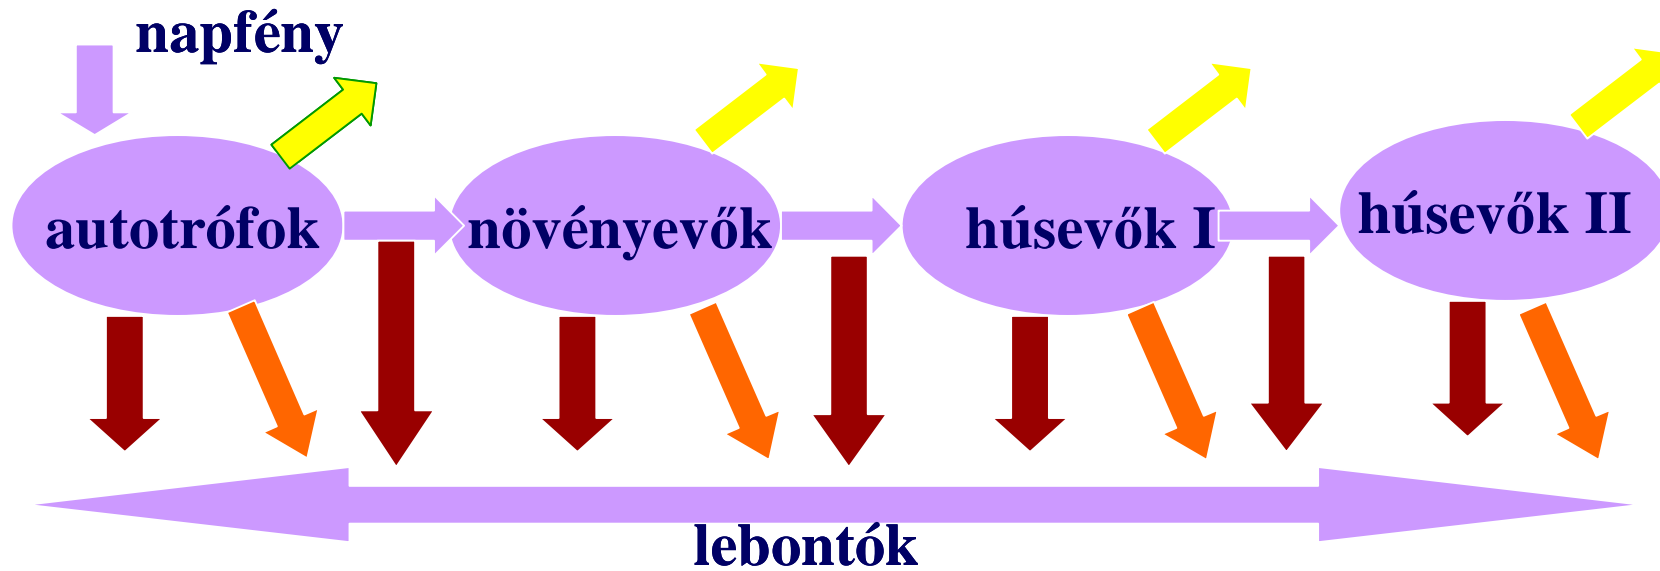 napfény
autotrófok
növényevők
húsevők I
húsevők II
lebontók